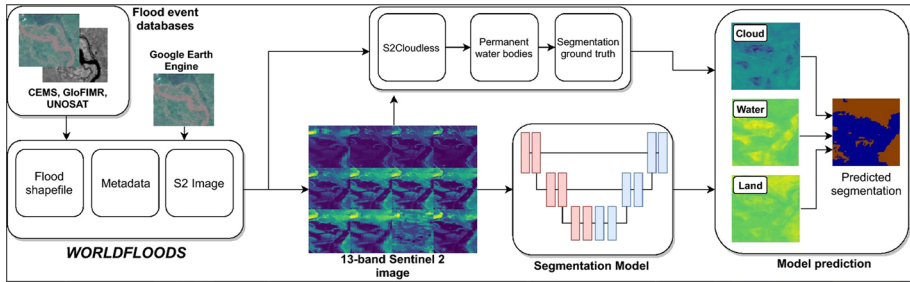 Flood event
databases
CEMS, GloFIMR,
UNOSAT
Google Earth
Engine
Flood
shapefile
Metadata
S2 Image
WORLDFLOODS
S2Cloudless
Permanent
water bodies
Segmentation
ground truth
13-band Sentinel 2
image
Segmentation Model
Cloud
Water
Land
Predicted
segmentation
Model prediction